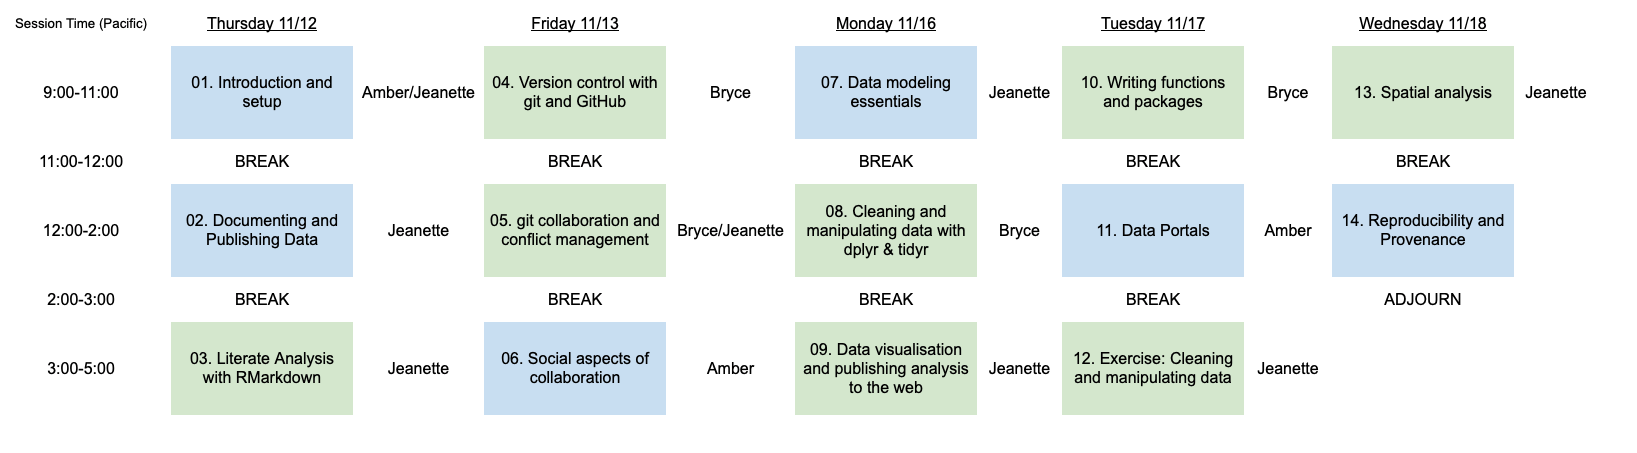 Session Time (Pacific)
Thursday 11/12
Friday 11/13
Monday 11/16
Tuesday 11/17
Wednesday 11/18
9:00-11:00
01. Introduction and
setup
Amber/Jeanette
04. Version control with
git and GitHub
Bryce
07. Data modeling
essentials
Jeanette
10. Writing functions
and packages
Bryce
13. Spatial analysis
Jeanette
11:00-12:00
BREAK
BREAK
BREAK
BREAK
BREAK
12:00-2:00
02. Documenting and
Publishing Data
Jeanette
05. git collaboration and
conflict management
Bryce/Jeanette
08. Cleaning and
manipulating data with
dplyr & tidyr
Bryce
11. Data Portals
Amber
14. Reproducibility and
Provenance
2:00-3:00
BREAK
BREAK
BREAK
BREAK
ADJOURN
3:00-5:00
03. Literate Analysis
with RMarkdown
Jeanette
06. Social aspects of
collaboration
Amber
09. Data visualisation
and publishing analysis
to the web
Jeanette
12. Exercise: Cleaning
and manipulating data
Jeanette